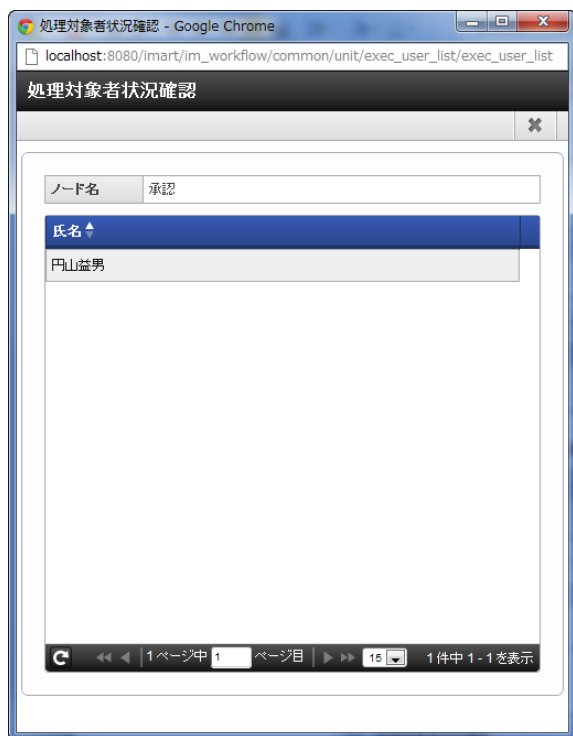 処理対象者状況確認 - Google Chrome
localhost:8080/imart/im_workflow/common/unit/exec_user_list/exec_user_list
処理対象者状況確認
ノード名 承認
氏名
円山益男
1 ページ中 1 ページ目 15 1 件中 1 - 1 を表示